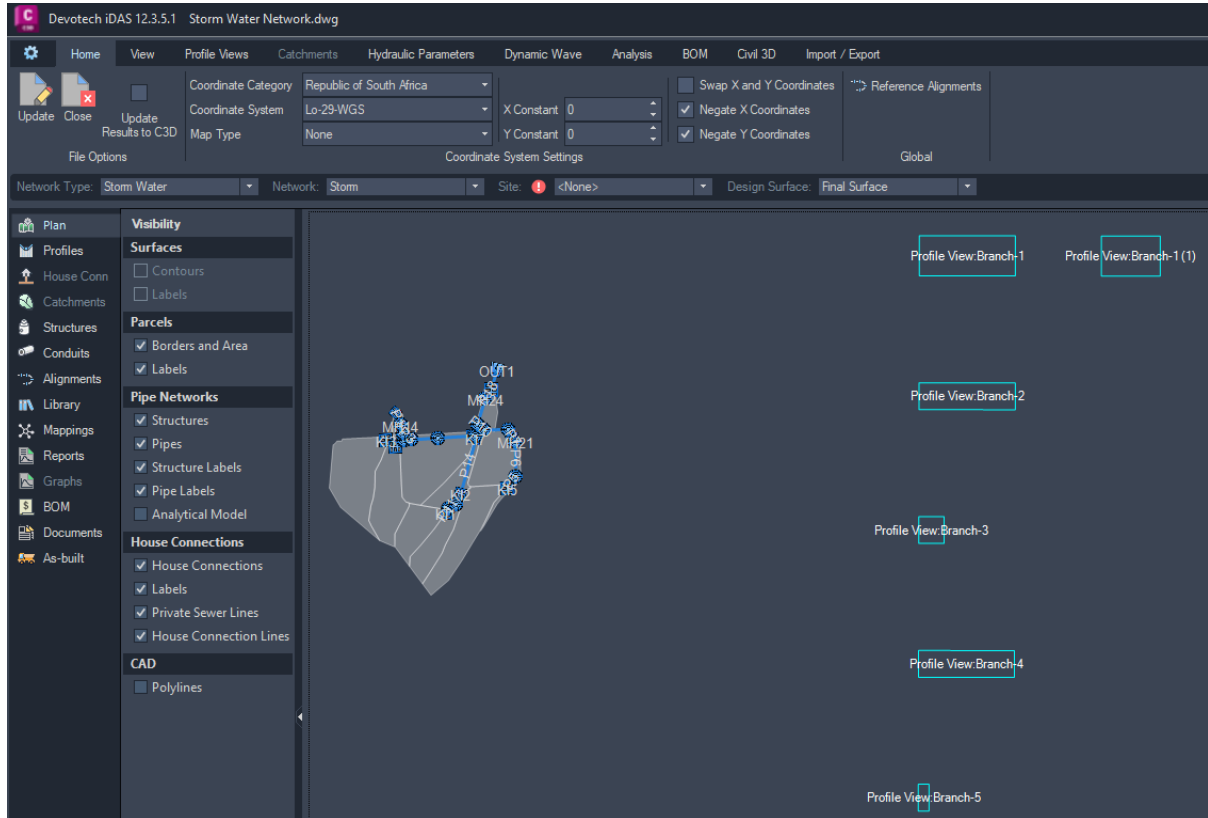 Devotech iDAS 12.3.5.1 Storm Water Network.dwg
Home View Profile Views Catchments Hydraulic Parameters Dynamic Wave Analysis BOM Civil 3D Import / Export
Update Close Update Results to C3D
File Options
Coordinate Category Republic of South Africa
Coordinate System Lo-29-WGS X Constant 0
Map Type None Y Constant 0
Swap X and Y Coordinates
Negate X Coordinates
Negate Y Coordinates
Coordinate System Settings
Reference Alignments
Global
Network Type: Storm Water Network: Storm Site: <None> Design Surface: Final Surface
Plan
Profiles
House Conn
Catchments
Structures
Conduits
Alignments
Library
Mappings
Reports
Graphs
BOM
Documents
As-built
Visibility
Surfaces
Contours
Labels
Parcels
Borders and Area
Labels
Pipe Networks
Structures
Pipes
Structure Labels
Pipe Labels
Analytical Model
House Connections
House Connections
Labels
Private Sewer Lines
House Connection Lines
CAD
Polylines
Profile View:Branch-1 Profile View:Branch-1 (1)
OUT1
MH24
Profile View:Branch-2
MH21
P14
KI2
KI5
Profile View:Branch-3
Profile View:Branch-4
Profile View:Branch-5